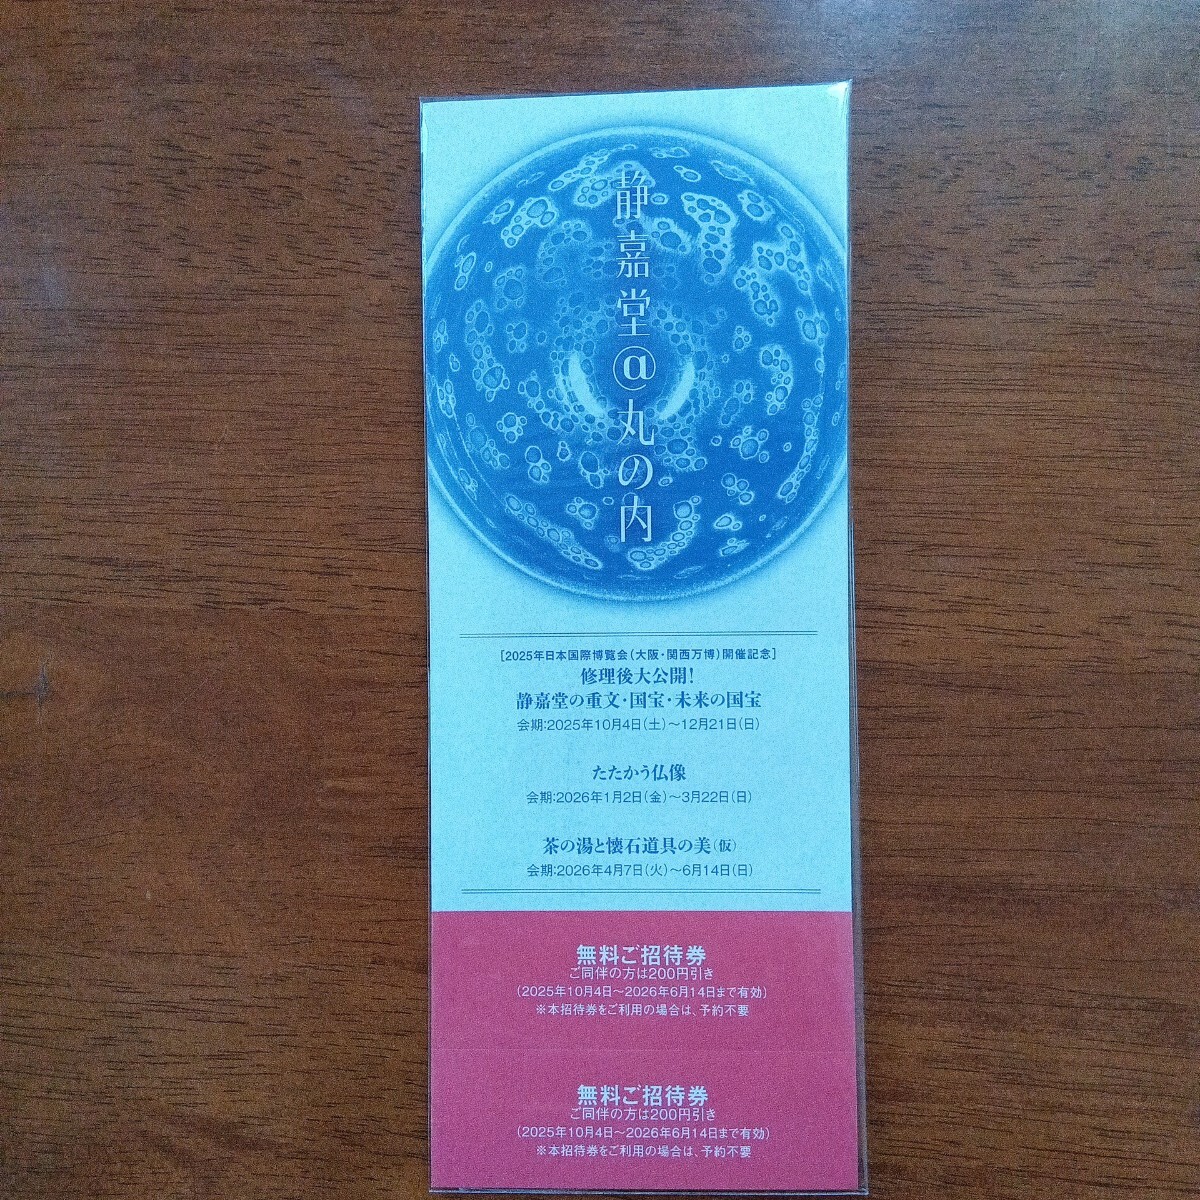 静嘉堂@丸の内
[2025年日本国際博覧会(大阪・関西万博)開催記念]
修理後大公開!
静嘉堂の重文・国宝・未来の国宝
会期:2025年10月4日(土)～12月21日(日)
たたかう仏像
会期:2026年1月2日(金)～3月22日(日)
茶の湯と懐石道具の美(仮)
会期:2026年4月7日(火)～6月14日(日)
無料ご招待券
ご同伴の方は200円引き
(2025年10月4日～2026年6月14日まで有効)
※本招待券をご利用の場合は、予約不要
無料ご招待券
ご同伴の方は200円引き
(2025年10月4日～2026年6月14日まで有効)
※本招待券をご利用の場合は、予約不要